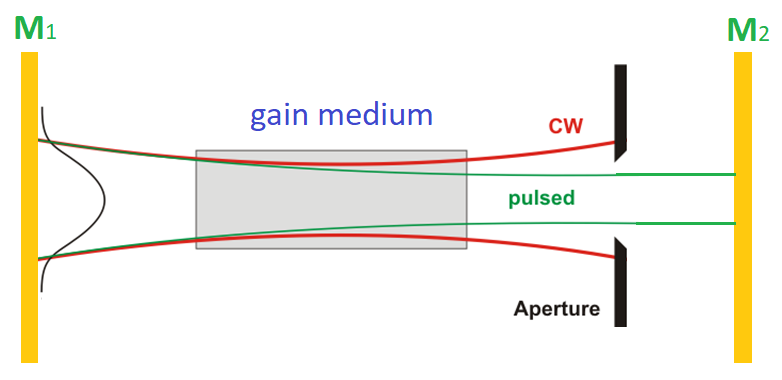 M1
M2
gain medium
CW
pulsed
Aperture